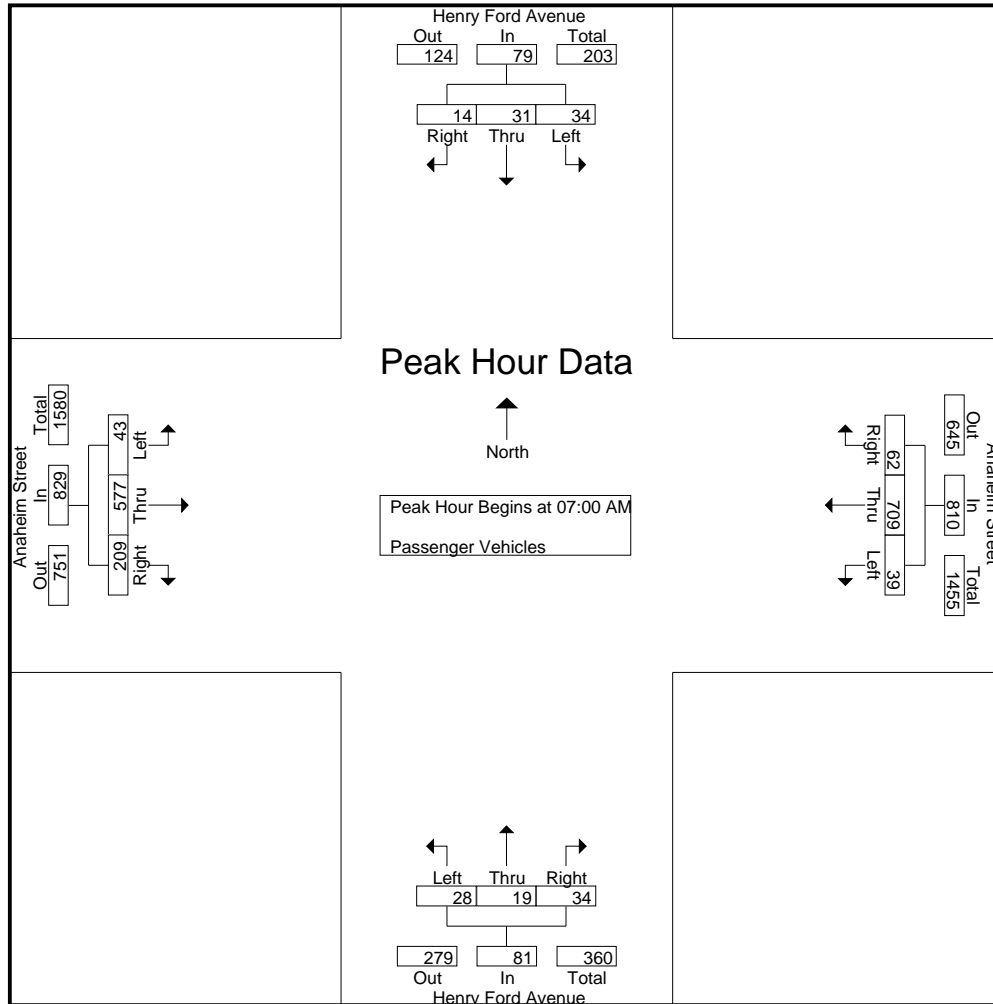 Henry Ford Avenue
Out In Total
124 79 203
14 31 34
Right Thru Left
Peak Hour Data
North
Peak Hour Begins at 07:00 AM
Passenger Vehicles
Anaheim Street
Total In Out
1580 829 751
43 577 209
Left Thru Right
Anaheim Street
Out In Total
645 810 1455
62 709 39
Right Thru Left
Left Thru Right
28 19 34
279 81 360
Out In Total
Henry Ford Avenue